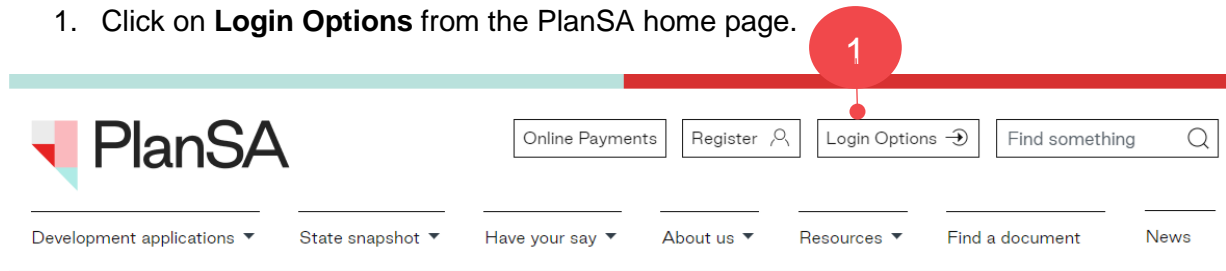 1. Click on Login Options from the PlanSA home page.
1
PlanSA
Online Payments Register Login Options Find something
Development applications State snapshot Have your say About us Resources Find a document News